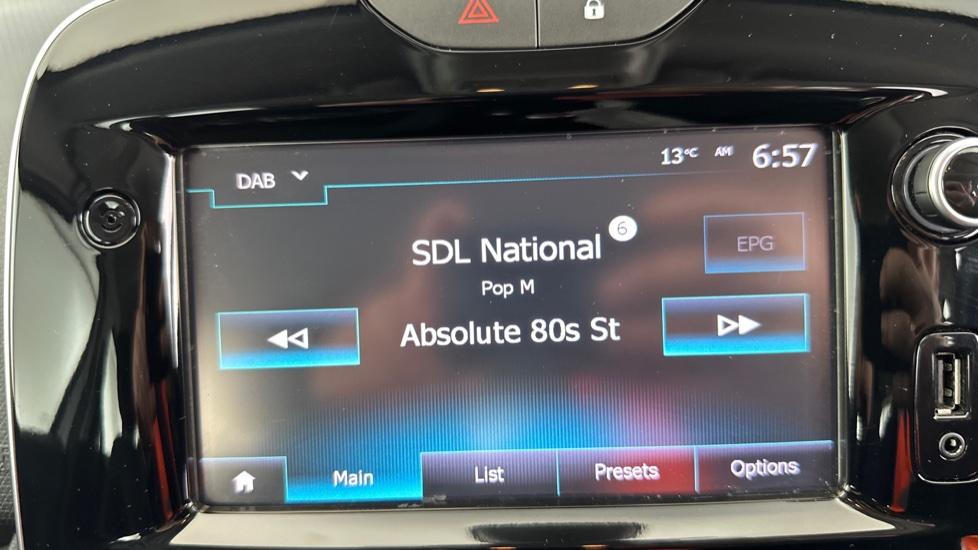 DAB
13°C AM 6:57
SDL National 6
EPG
Pop M
Absolute 80s St
Main List Presets Options